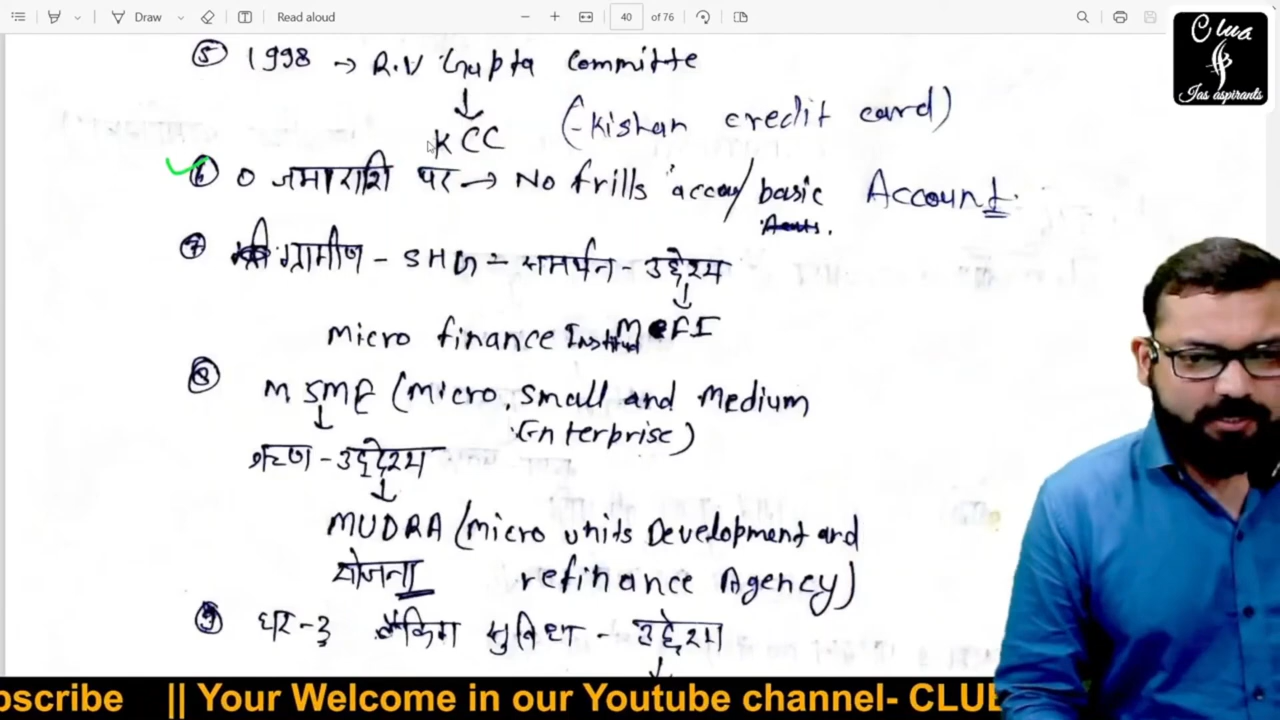 Draw
Read aloud
40 of 76
Clua
Ias aspirants
⑤ 1998 → R.V Gupta Committe
↓
KCC (Kishan credit card)
⑥ 0 जमाराशि पर → No frills accou/ basic Account
⑦ ग्रामीण - SHG - समर्थन - उद्देश्य
↓
Micro finance Instit MFI
⑧ MSME (Micro, Small and Medium
Enterprise)
↓
ऋण - उद्देश्य
↓
MUDRA (Micro units Development and
योजना refinance Agency)
⑨ घर-2 बैंकिग सुविधा - उद्देश्य
↓
bscribe || Your Welcome in our Youtube channel- CLUE